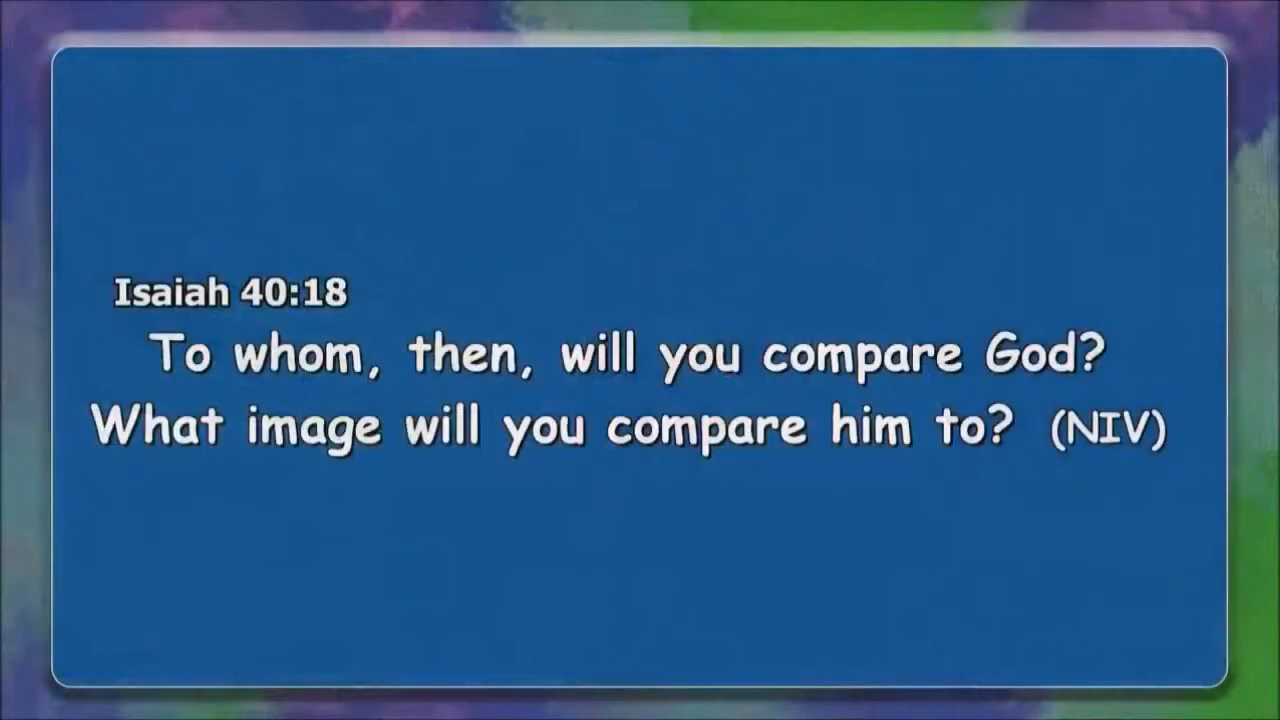 Isaiah 40:18
To whom, then, will you compare God?
What image will you compare him to? (NIV)